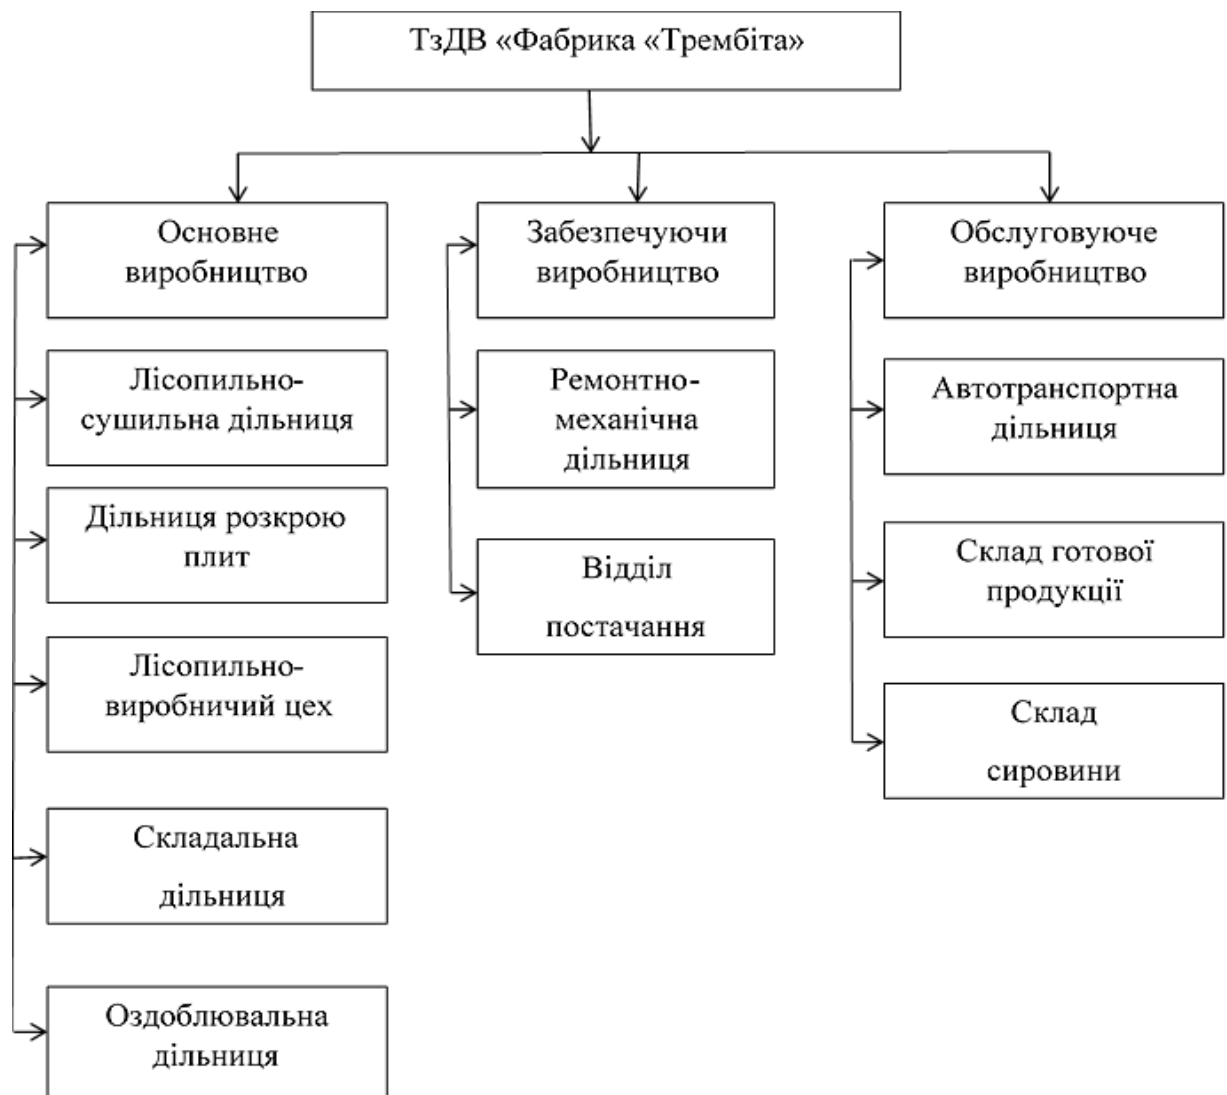 ТзДВ «Фабрика «Трембіта»
Основне
виробництво
Лісопильно-
сушильна дільниця
Дільниця розкрою
плит
Лісопильно-
виробничий цех
Складальна
дільниця
Оздоблювальна
дільниця
Забезпечуючи
виробництво
Ремонтно-
механічна
дільниця
Відділ
постачання
Обслуговуюче
виробництво
Автотранспортна
дільниця
Склад готової
продукції
Склад
сировини